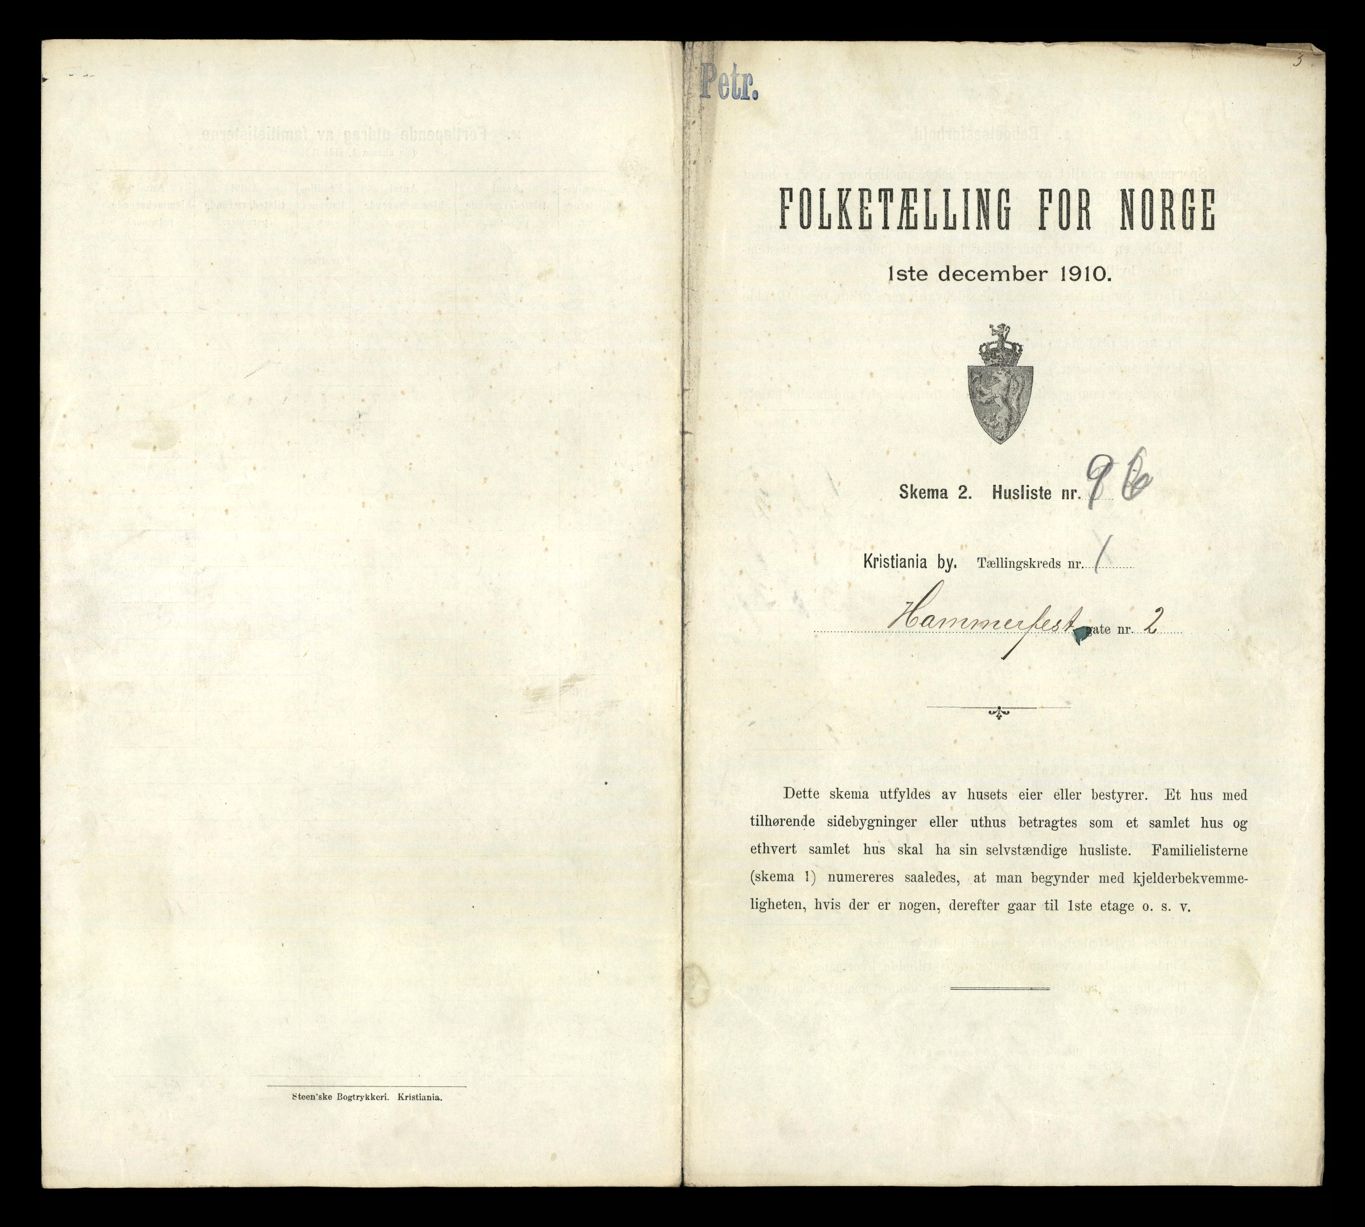 Steen'ske Bogtrykkeri. Kristiania.
Petr.
FOLKETÆLLING FOR NORGE
1ste december 1910.
Skema 2. Husliste nr. 96
Kristiania by. Tællingskreds nr. 1
Hammerfest gate nr. 2
Dette skema utfyldes av husets eier eller bestyrer. Et hus med
tilhørende sidebygninger eller uthus betragtes som et samlet hus og
ethvert samlet hus skal ha sin selvstændige husliste. Familielisterne
(skema 1) numereres saaledes, at man begynder med kjelderbekvemme-
ligheten, hvis der er nogen, derefter gaar til 1ste etage o. s. v.